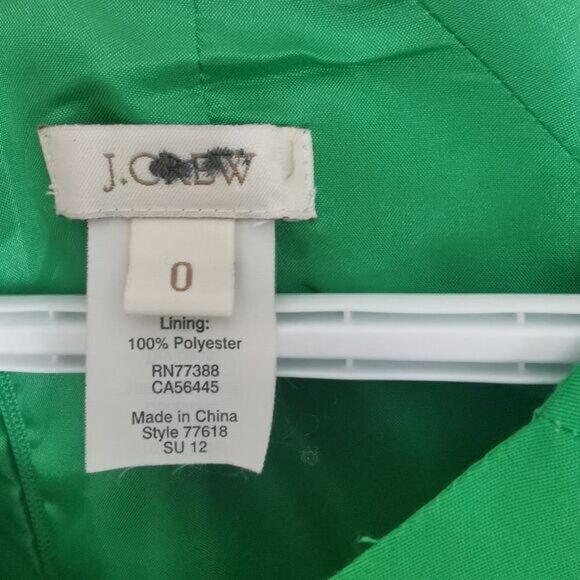 J.CREW
0
Lining:
100% Polyester
RN77388
CA56445
Made in China
Style 77618
SU 12